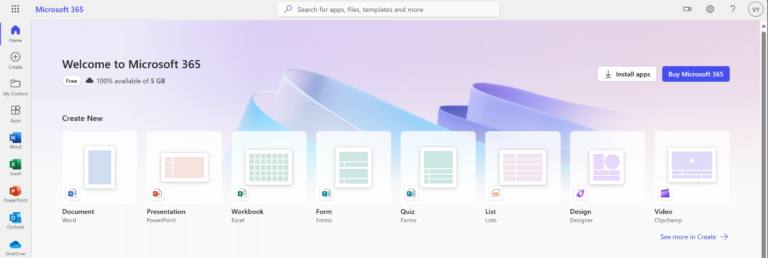 Microsoft 365
Search for apps, files, templates and more
?
VY
Home
Create
My Content
Apps
Word
Excel
PowerPoint
Outlook
OneDrive
Welcome to Microsoft 365
Free 100% available of 5 GB
Install apps
Buy Microsoft 365
Create New
Document
Word
Presentation
PowerPoint
Workbook
Excel
Form
Forms
Quiz
Forms
List
Lists
Design
Designer
Video
Clipchamp
See more in Create